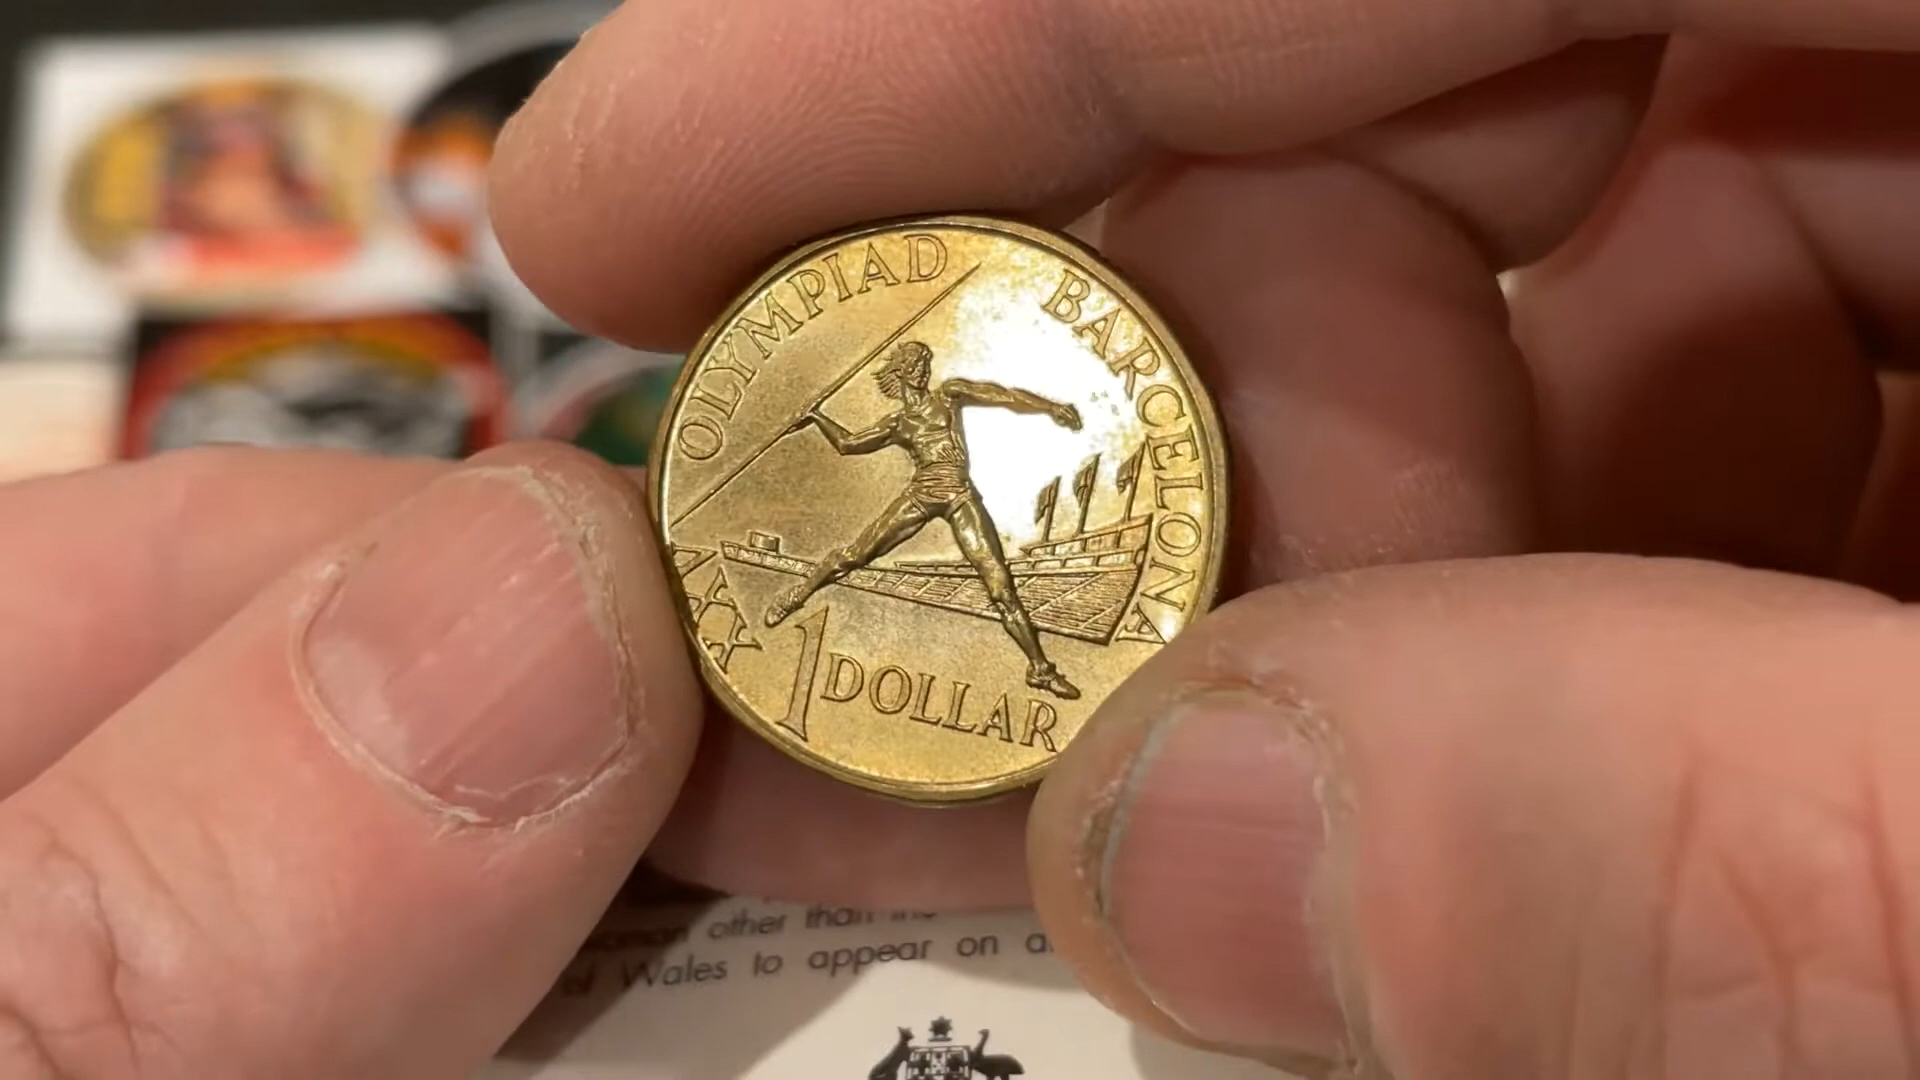 XXV OLYMPIAD BARCELONA
1 DOLLAR
other than
Wales to appear on